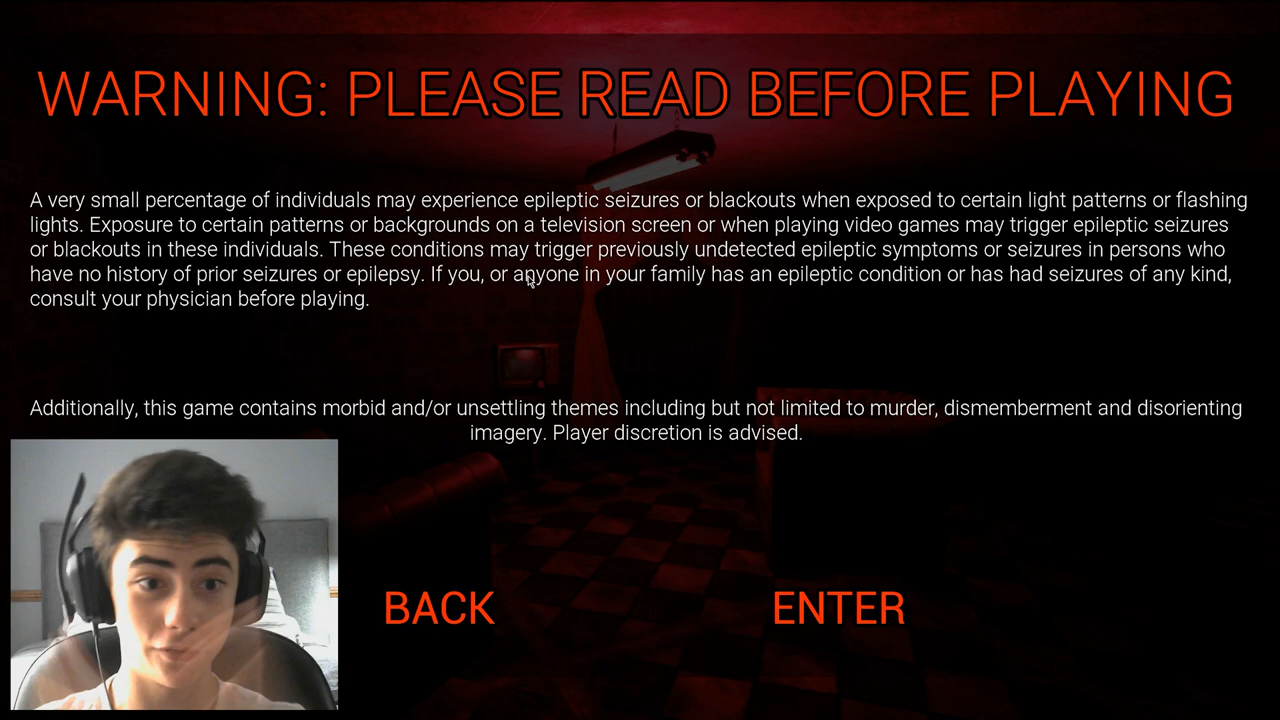 WARNING: PLEASE READ BEFORE PLAYING
A very small percentage of individuals may experience epileptic seizures or blackouts when exposed to certain light patterns or flashing
lights. Exposure to certain patterns or backgrounds on a television screen or when playing video games may trigger epileptic seizures
or blackouts in these individuals. These conditions may trigger previously undetected epileptic symptoms or seizures in persons who
have no history of prior seizures or epilepsy. If you, or anyone in your family has an epileptic condition or has had seizures of any kind,
consult your physician before playing.
Additionally, this game contains morbid and/or unsettling themes including but not limited to murder, dismemberment and disorienting
imagery. Player discretion is advised.
BACK
ENTER